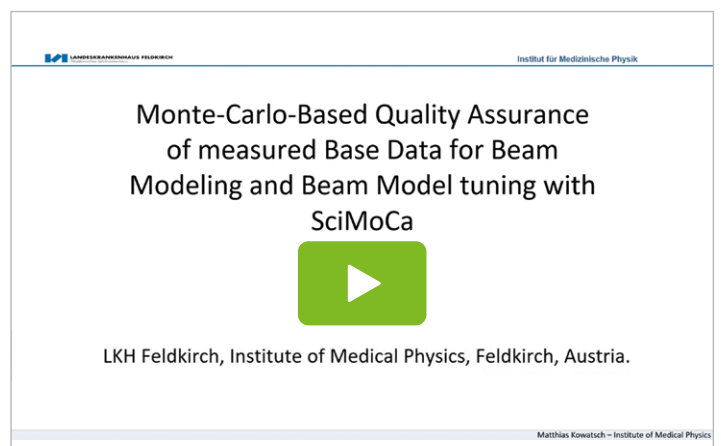 LANDESKRANKENHAUS FELDKIRCH
Institut für Medizinische Physik
Monte-Carlo-Based Quality Assurance
of measured Base Data for Beam
Modeling and Beam Model tuning with
SciMoCa
LKH Feldkirch, Institute of Medical Physics, Feldkirch, Austria.
Matthias Kowatsch – Institute of Medical Physics